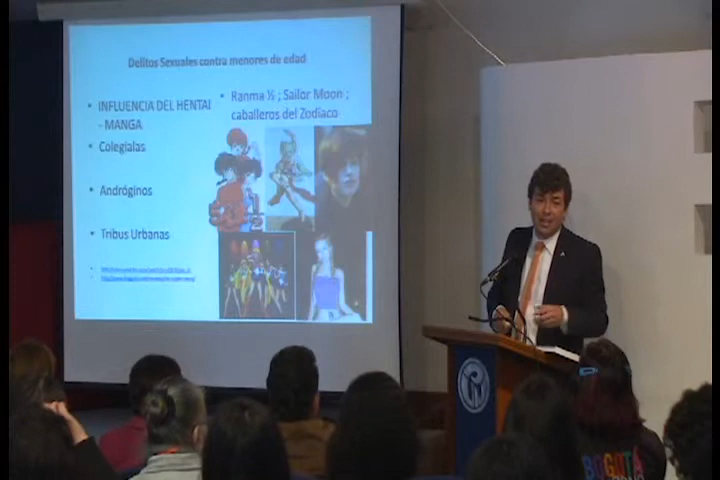 Delitos Sexuales contra menores de edad
• INFLUENCIA DEL HENTAI
- MANGA
• Colegialas
• Andróginos
• Tribus Urbanas
• Ranma ½ ; Sailor Moon ;
caballeros del Zodiaco
BOGOTÁ